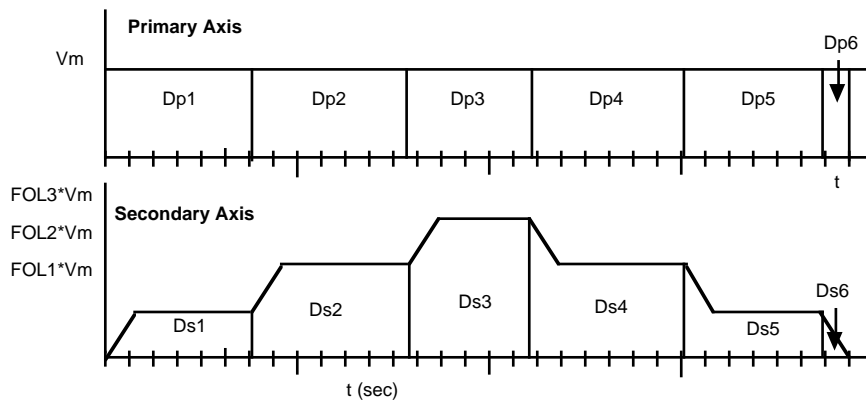 Primary Axis
Dp6
Vm
Dp1
Dp2
Dp3
Dp4
Dp5
t
FOL3*Vm
Secondary Axis
FOL2*Vm
FOL1*Vm
Ds6
Ds1
Ds2
Ds3
Ds4
Ds5
t (sec)